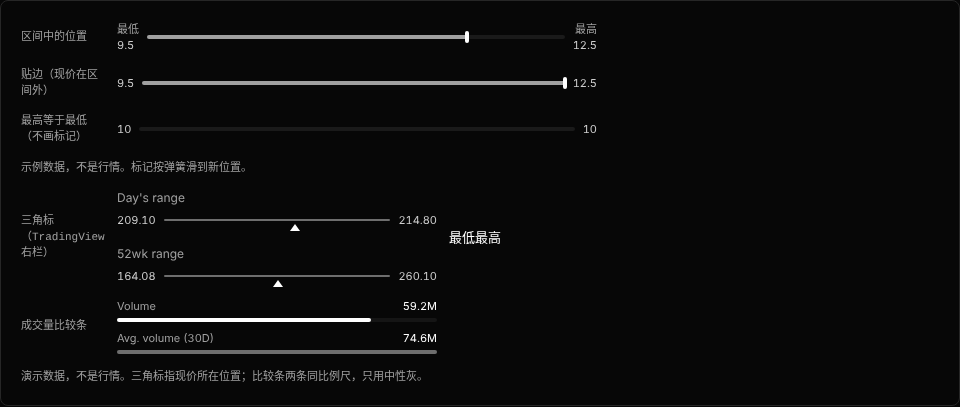 区间中的位置
最低 最高
9.5 12.5
贴边（现价在区
间外）
9.5 12.5
最高等于最低
（不画标记）
10 10
示例数据，不是行情。标记按弹簧滑到新位置。
三角标
（TradingView
右栏）
Day's range
209.10 214.80
最低最高
52wk range
164.08 260.10
成交量比较条
Volume 59.2M
Avg. volume (30D) 74.6M
演示数据，不是行情。三角标指现价所在位置；比较条两条同比例尺，只用中性灰。